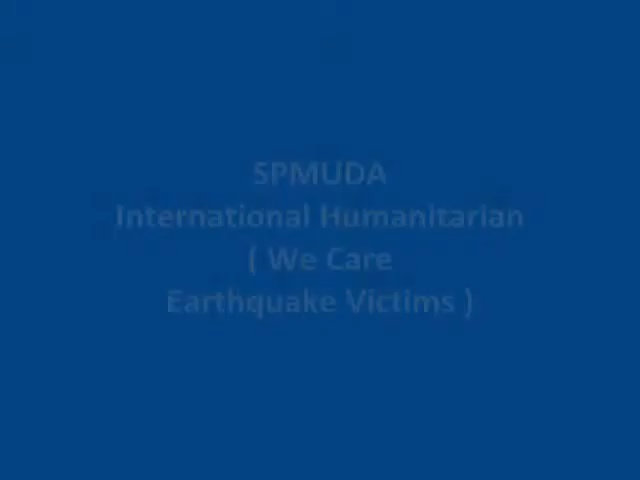 SPMUDA
International Humanitarian
( We Care
Earthquake Victims )